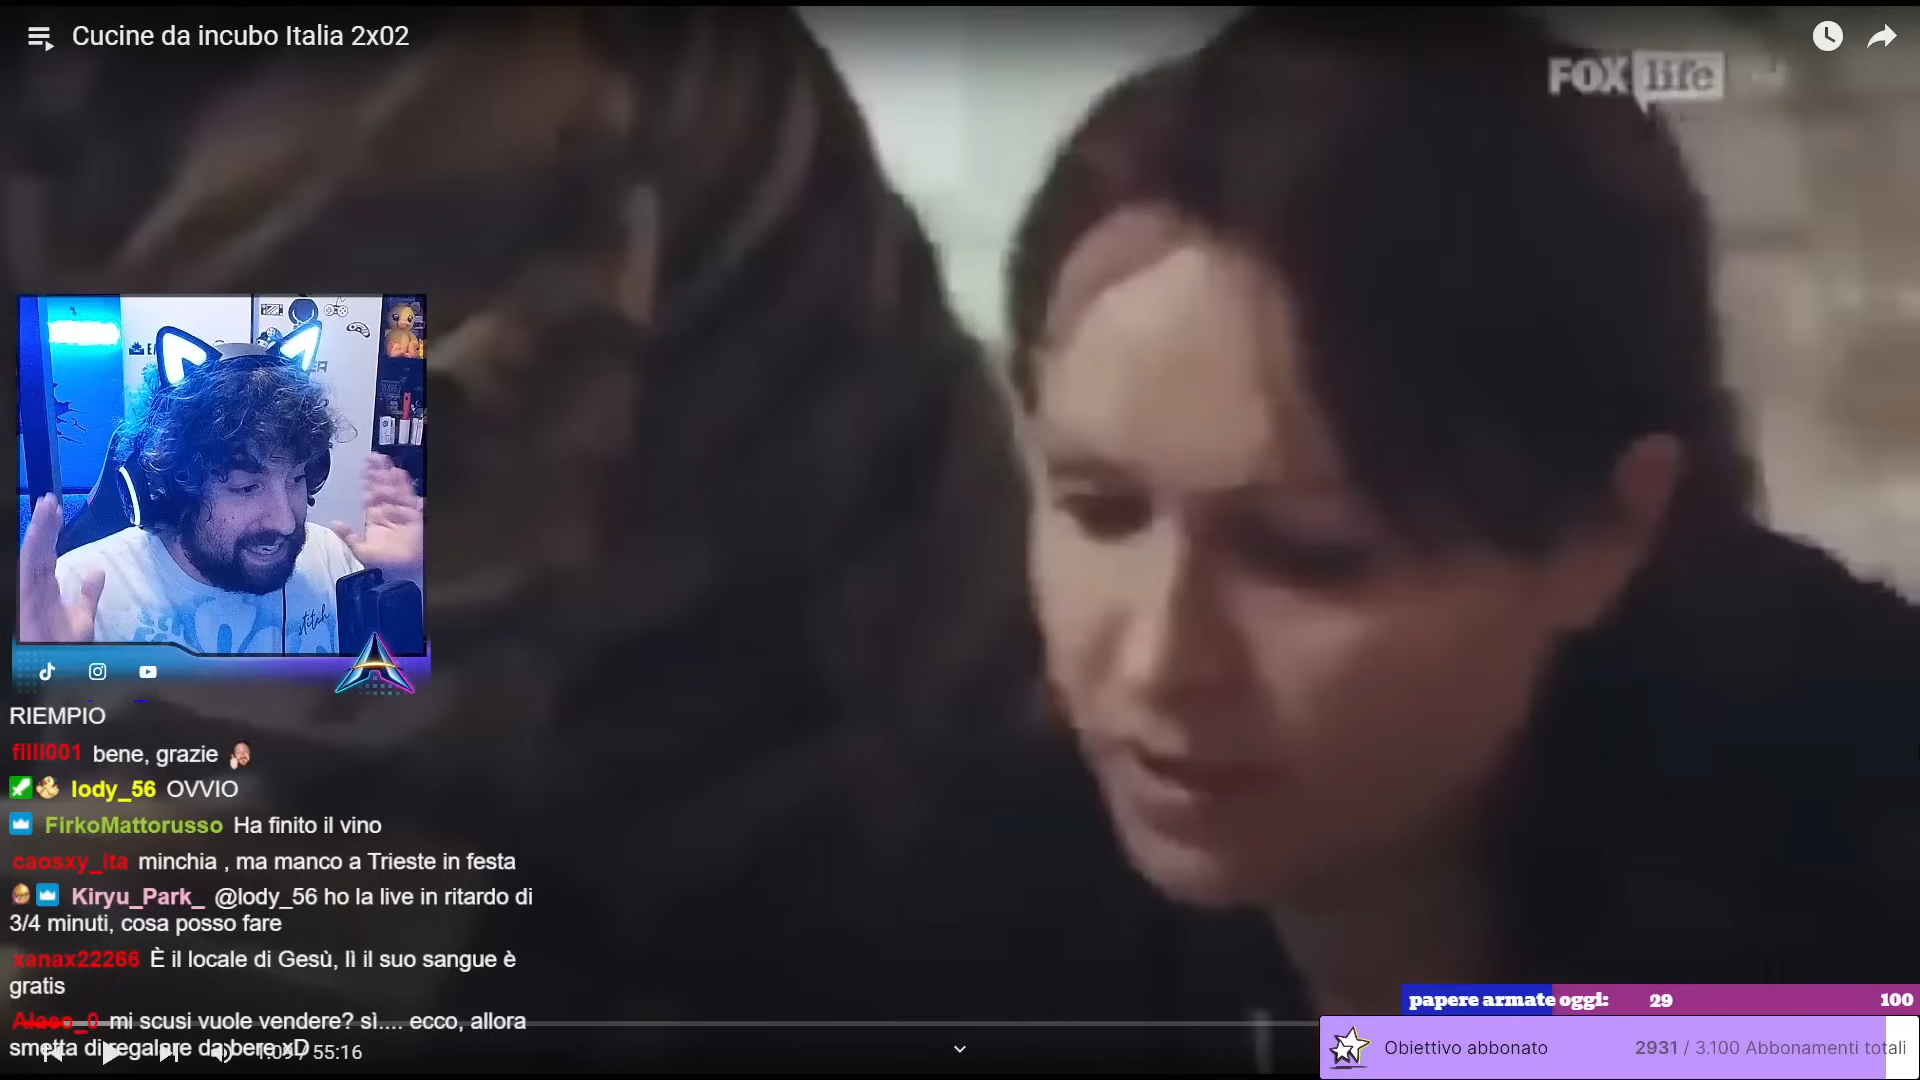 Cucine da incubo Italia 2x02
FOX life
stitch
RIEMPIO
fillI001 bene, grazie
lody_56 OVVIO
FirkoMattorusso Ha finito il vino
caosxy_ita minchia , ma manco a Trieste in festa
Kiryu_Park_ @lody_56 ho la live in ritardo di
3/4 minuti, cosa posso fare
xanax22266 È il locale di Gesù, lì il suo sangue è
gratis
mi scusi vuole vendere? sì.... ecco, allora
smetta di regalare da bere xD
/ 55:16
papere armate oggi: 29 100
Obiettivo abbonato 2931 / 3.100 Abbonamenti totali